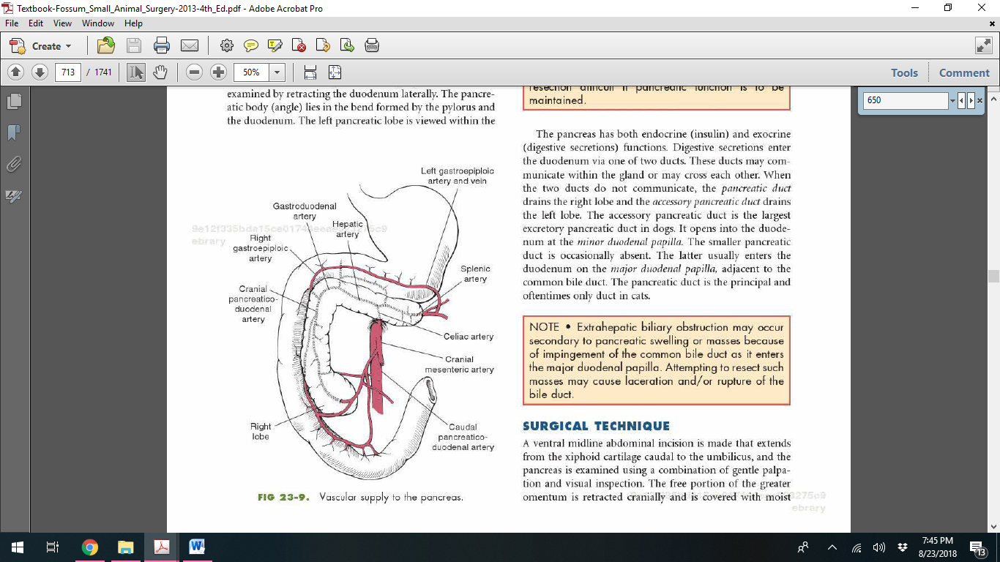 Textbook-Fossum_Small_Animal_Surgery-2013-4th_Ed.pdf - Adobe Acrobat Pro
File Edit View Window Help
Create
713 / 1741
50%
Tools
Comment
650
examined by retracting the duodenum laterally. The pancre-
atic body (angle) lies in the bend formed by the pylorus and
the duodenum. The left pancreatic lobe is viewed within the
Left gastroepiploic
artery and vein
Gastroduodenal
artery
Hepatic
artery
ebrary
Right
gastroepiploic
artery
Splenic
artery
Cranial
pancreatico-
duodenal
artery
Celiac artery
Cranial
mesenteric artery
Right
lobe
Caudal
pancreatico-
duodenal artery
FIG 23-9. Vascular supply to the pancreas.
resection difficult if pancreatic function is to be
maintained.
The pancreas has both endocrine (insulin) and exocrine
(digestive secretions) functions. Digestive secretions enter
the duodenum via one of two ducts. These ducts may com-
municate within the gland or may cross each other. When
the two ducts do not communicate, the pancreatic duct
drains the right lobe and the accessory pancreatic duct drains
the left lobe. The accessory pancreatic duct is the largest
excretory pancreatic duct in dogs. It opens into the duode-
num at the minor duodenal papilla. The smaller pancreatic
duct is occasionally absent. The latter usually enters the
duodenum on the major duodenal papilla, adjacent to the
common bile duct. The pancreatic duct is the principal and
oftentimes only duct in cats.
NOTE • Extrahepatic biliary obstruction may occur
secondary to pancreatic swelling or masses because
of impingement of the common bile duct as it enters
the major duodenal papilla. Attempting to resect such
masses may cause laceration and/or rupture of the
bile duct.
SURGICAL TECHNIQUE
A ventral midline abdominal incision is made that extends
from the xiphoid cartilage caudal to the umbilicus, and the
pancreas is examined using a combination of gentle palpa-
tion and visual inspection. The free portion of the greater
omentum is retracted cranially and is covered with moist
ebrary
7:45 PM
8/23/2018
13